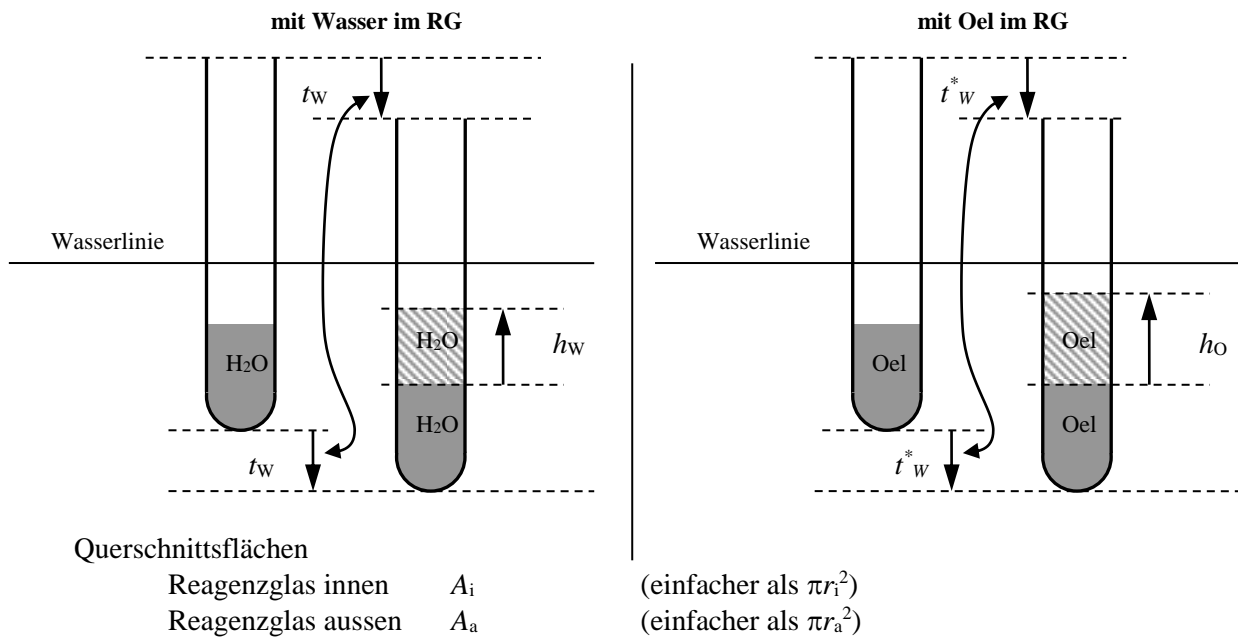 mit Wasser im RG
mit Oel im RG
tW
t*W
Wasserlinie
Wasserlinie
H2O
H2O
hW
H2O
Oel
Oel
hO
Oel
tW
t*W
Querschnittsflächen
Reagenzglas innen Ai (einfacher als πri2)
Reagenzglas aussen Aa (einfacher als πra2)